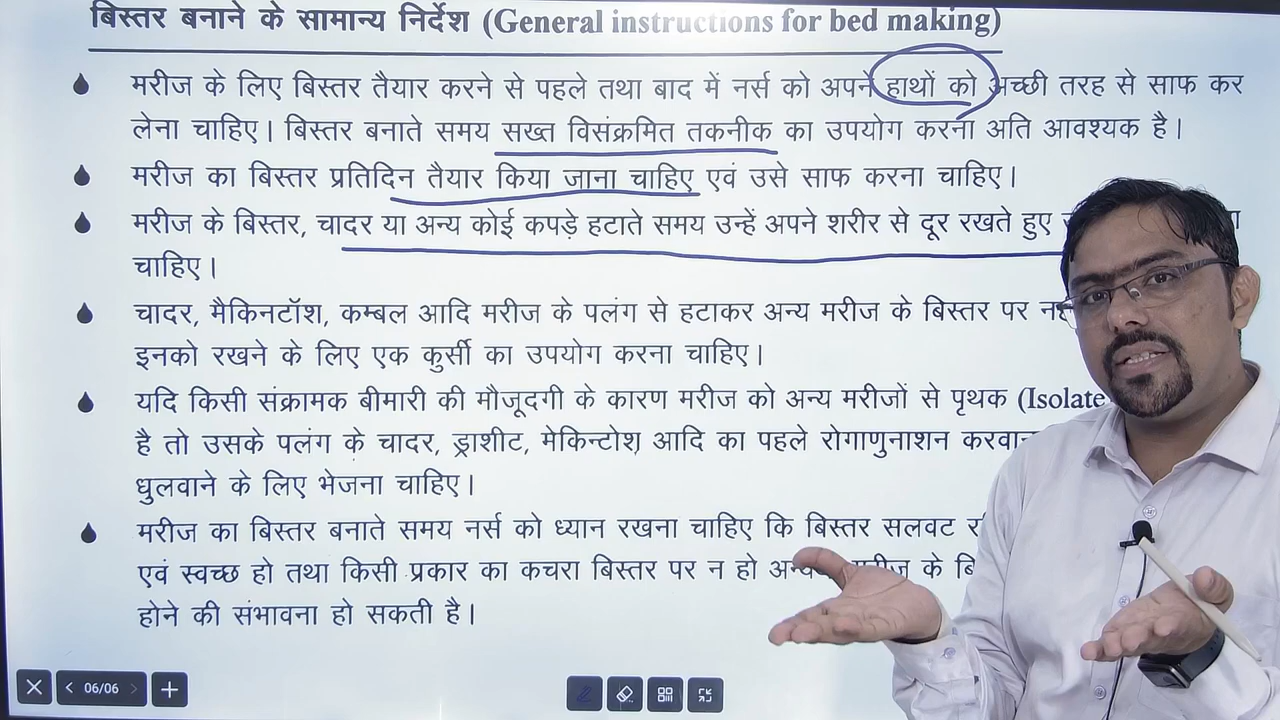 बिस्तर बनाने के सामान्य निर्देश (General instructions for bed making)
मरीज के लिए बिस्तर तैयार करने से पहले तथा बाद में नर्स को अपने हाथों को अच्छी तरह से साफ कर
लेना चाहिए। बिस्तर बनाते समय सख्त विसंक्रमित तकनीक का उपयोग करना अति आवश्यक है।
मरीज का बिस्तर प्रतिदिन तैयार किया जाना चाहिए एवं उसे साफ करना चाहिए।
मरीज के बिस्तर, चादर या अन्य कोई कपड़े हटाते समय उन्हें अपने शरीर से दूर रखते हुए
चाहिए।
चादर, मैकिनटॉश, कम्बल आदि मरीज के पलंग से हटाकर अन्य मरीज के बिस्तर पर
इनको रखने के लिए एक कुर्सी का उपयोग करना चाहिए।
यदि किसी संक्रामक बीमारी की मौजूदगी के कारण मरीज को अन्य मरीजों से पृथक (Isolate
है तो उसके पलंग के चादर, ड्राशीट, मेकिन्टोश आदि का पहले रोगाणुनाशन
धुलवाने के लिए भेजना चाहिए।
मरीज का बिस्तर बनाते समय नर्स को ध्यान रखना चाहिए कि बिस्तर सलवट
एवं स्वच्छ हो तथा किसी प्रकार का कचरा बिस्तर पर न हो के
होने की संभावना हो सकती है।
06/06